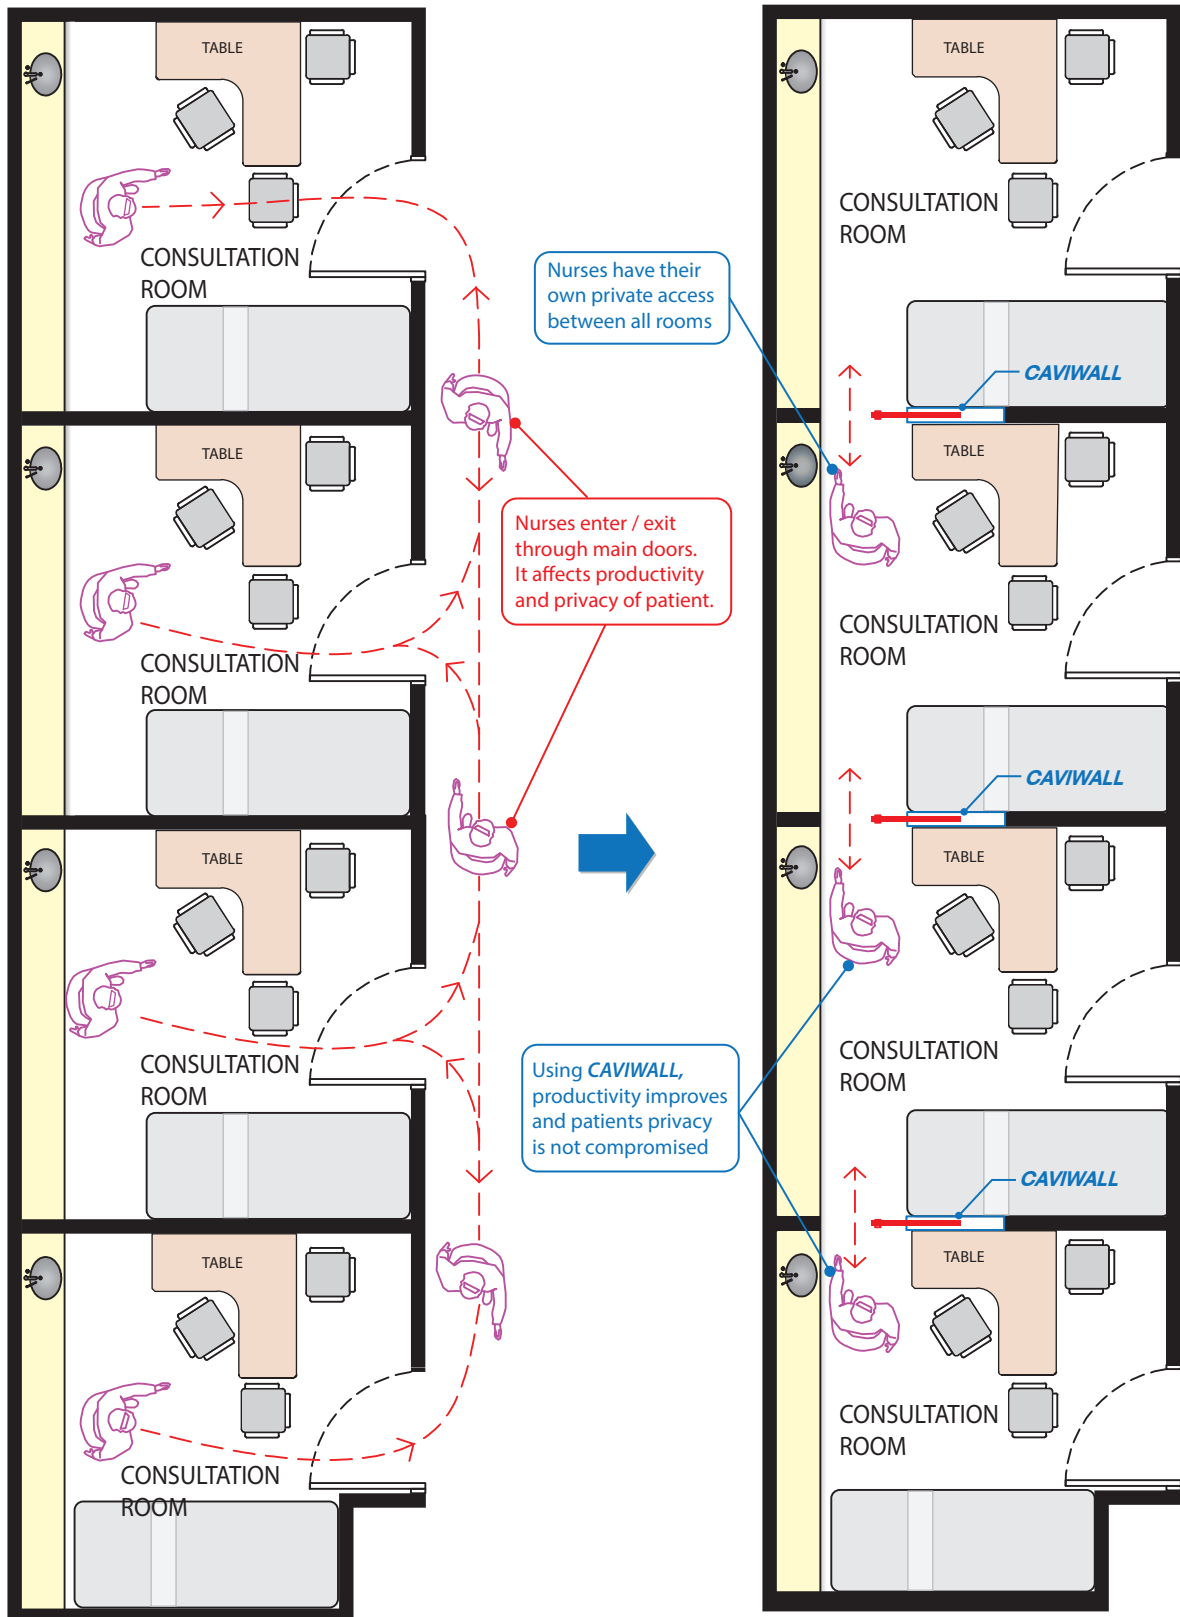 TABLE
CONSULTATION
ROOM
TABLE
CONSULTATION
ROOM
TABLE
CONSULTATION
ROOM
TABLE
CONSULTATION
ROOM
Nurses enter / exit
through main doors.
It affects productivity
and privacy of patient.
Nurses have their
own private access
between all rooms
Using CAVIWALL,
productivity improves
and patients privacy
is not compromised
TABLE
CONSULTATION
ROOM
CAVIWALL
TABLE
CONSULTATION
ROOM
CAVIWALL
TABLE
CONSULTATION
ROOM
CAVIWALL
TABLE
CONSULTATION
ROOM